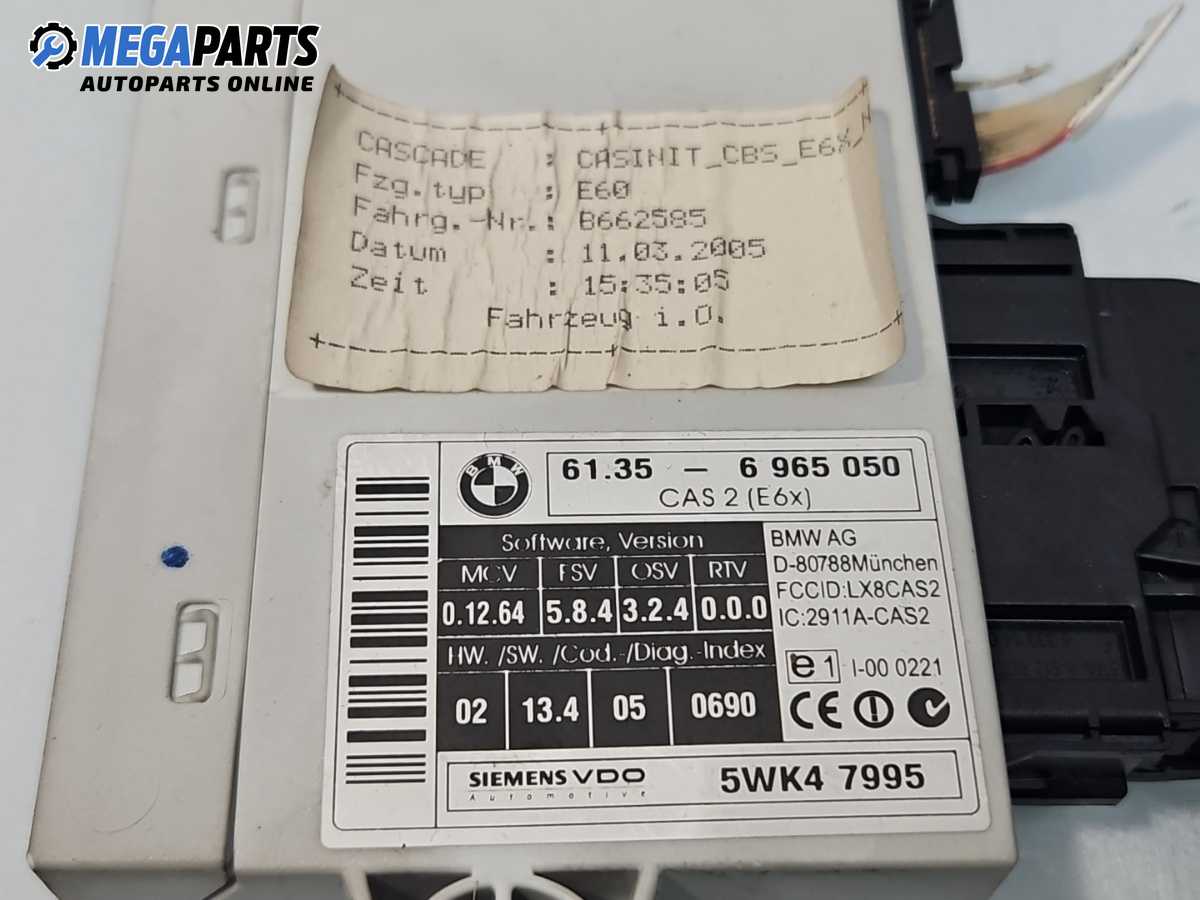 MEGAPARTS
AUTOPARTS ONLINE
CASCADE : CASINIT_CBS_E6X_N
Fzg.typ : E60
Fahrg.-Nr.: B662585
Datum : 11.03.2005
Zeit : 15:35:05
Fahrzeug i.O.
BMW
61.35 – 6 965 050
CAS 2 (E6x)
Software, Version
MCV FSV OSV RTV
0.12.64 5.8.4 3.2.4 0.0.0
HW. /SW. /Cod.-/Diag.-Index
02 13.4 05 0690
BMW AG
D-80788München
FCCID:LX8CAS2
IC:2911A-CAS2
e1 I-00 0221
CE
SIEMENS VDO
Automotive
5WK4 7995